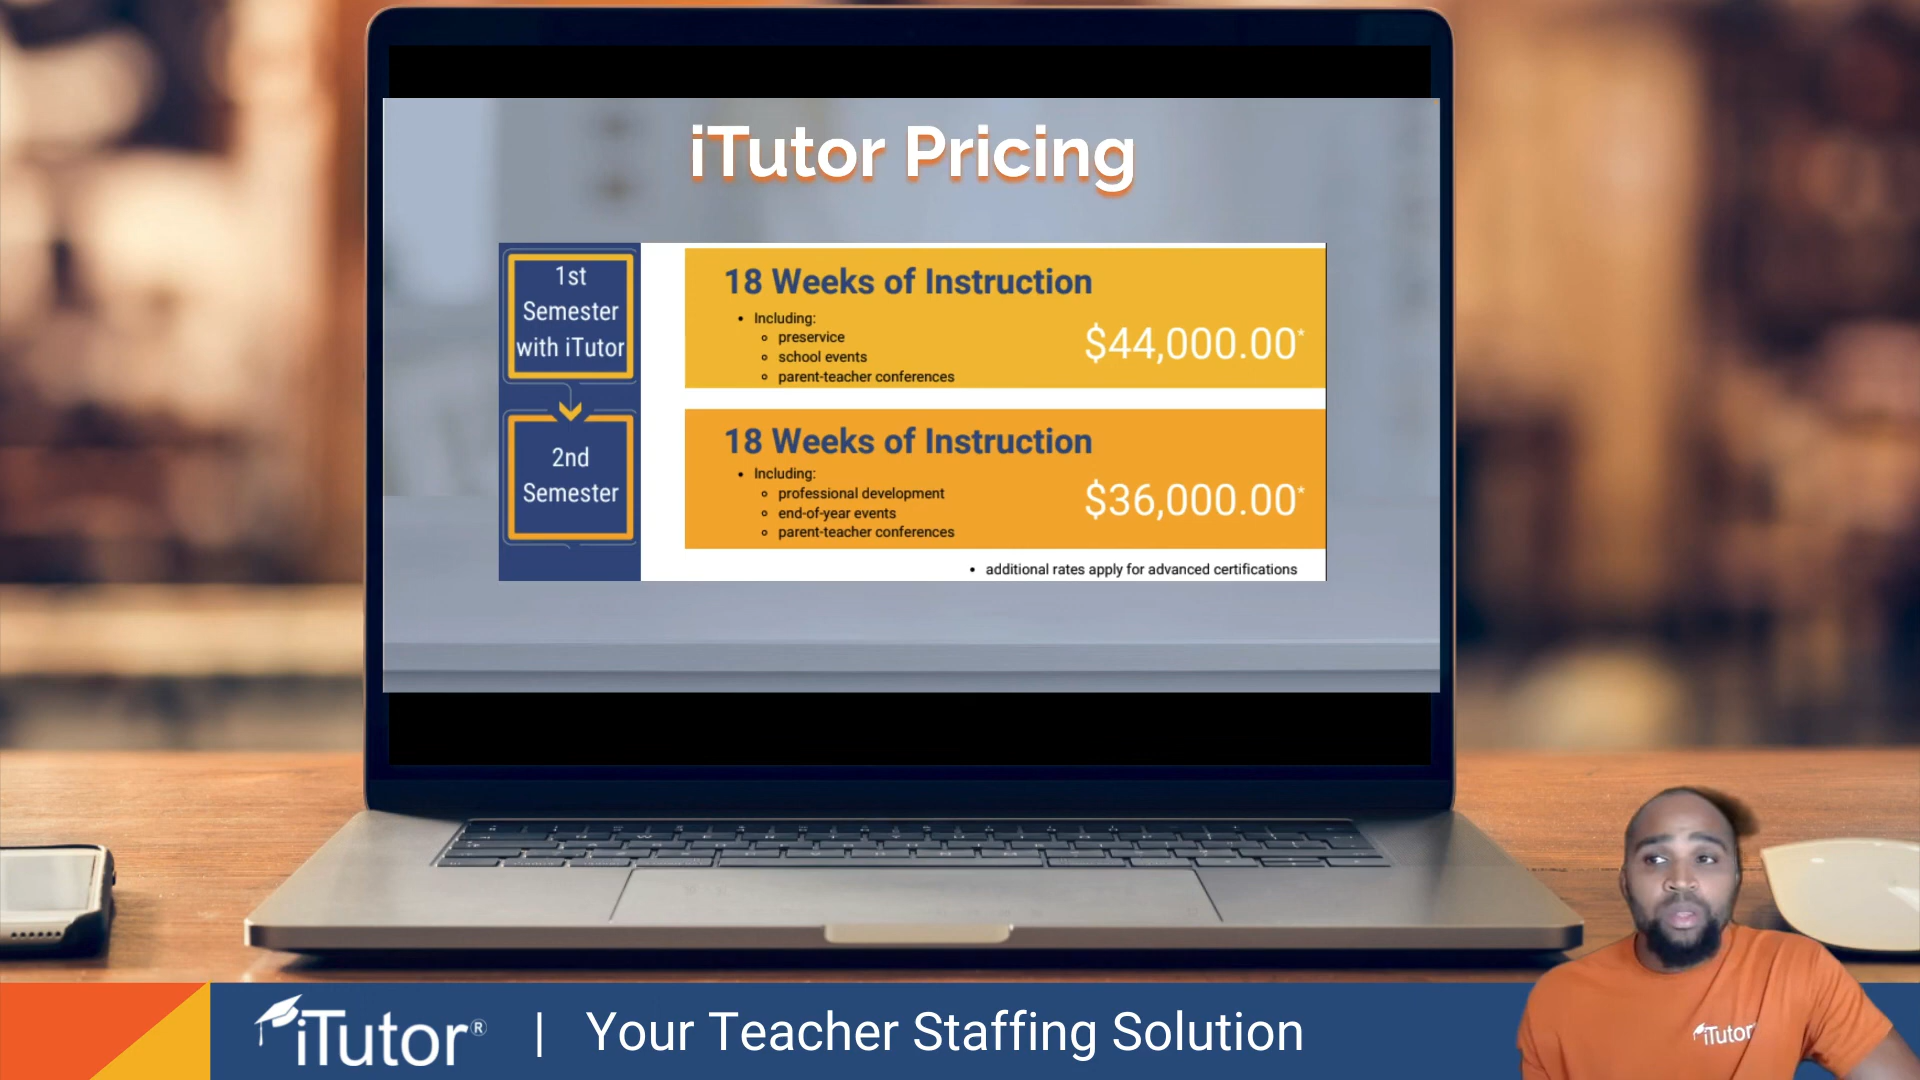 iTutor Pricing
1st
Semester
with iTutor
18 Weeks of Instruction
• Including:
preservice
school events
parent-teacher conferences
$44,000.00*
2nd
Semester
18 Weeks of Instruction
• Including:
professional development
end-of-year events
parent-teacher conferences
$36,000.00*
• additional rates apply for advanced certifications
iTutor® | Your Teacher Staffing Solution
iTutor